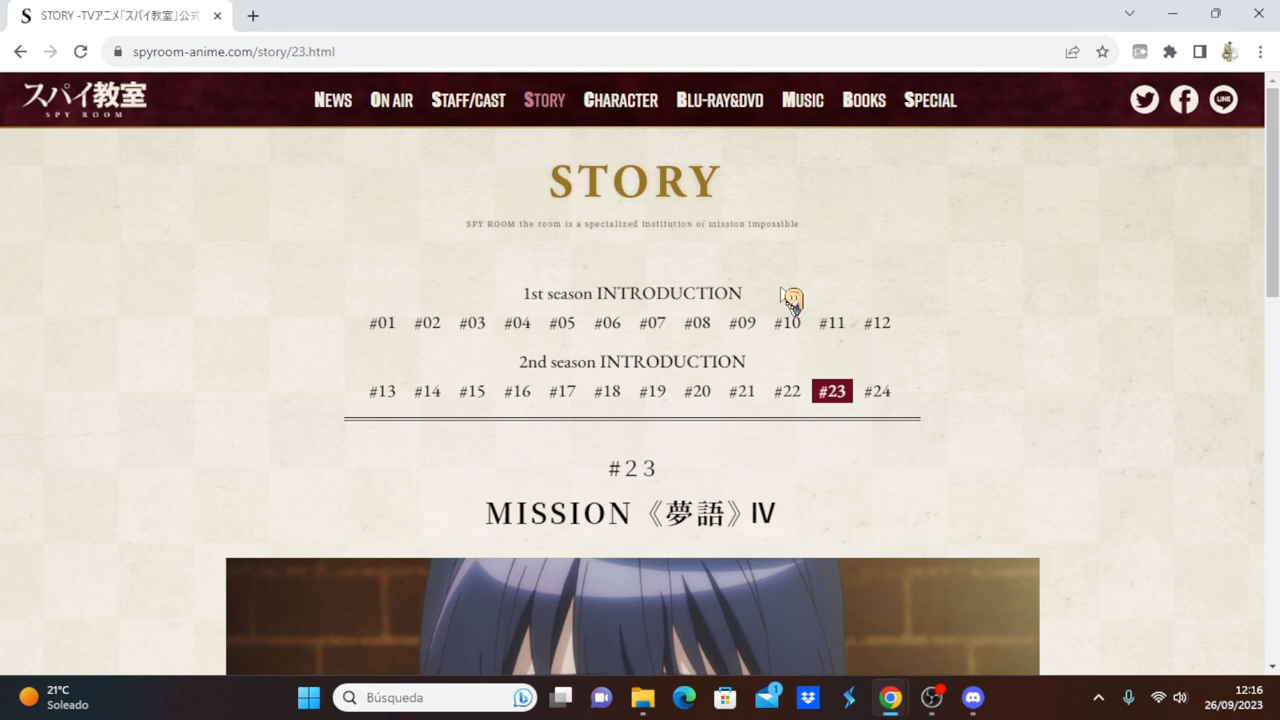 STORY -TVアニメ「スパイ教室」公式
spyroom-anime.com/story/23.html
スパイ教室
SPY ROOM
NEWS ON AIR STAFF/CAST STORY CHARACTER BLU-RAY&DVD MUSIC BOOKS SPECIAL
LINE
STORY
SPY ROOM the room is a specialized institution of mission impossible
1st season INTRODUCTION
#01 #02 #03 #04 #05 #06 #07 #08 #09 #10 #11 #12
2nd season INTRODUCTION
#13 #14 #15 #16 #17 #18 #19 #20 #21 #22 #23 #24
#23
MISSION《夢語》Ⅳ
21°C
Soleado
Búsqueda
1
12:16
26/09/2023